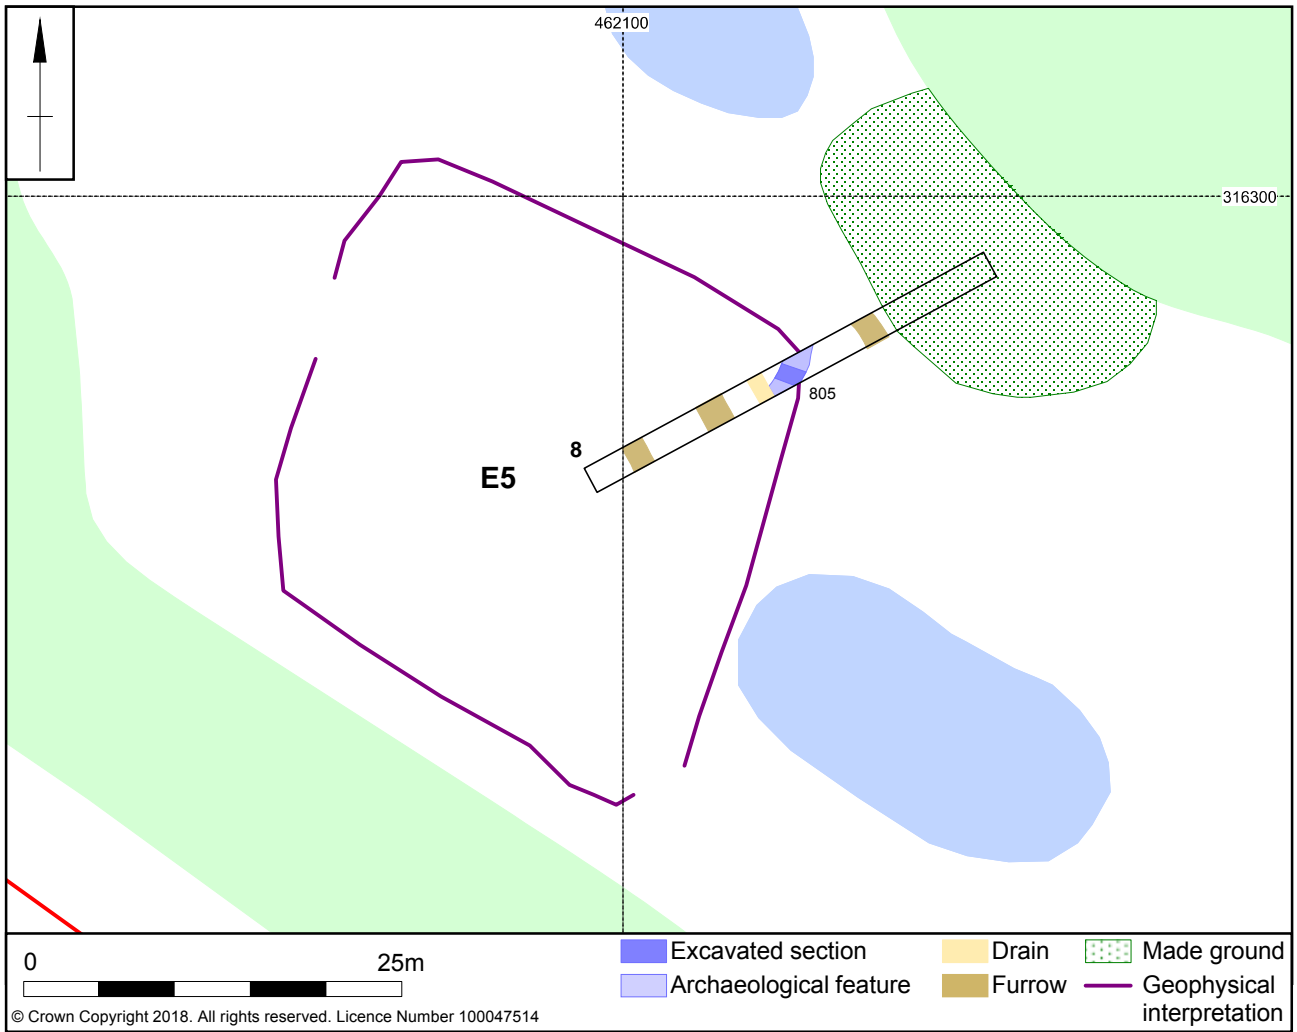 462100
316300
805
8
E5
0 25m
Excavated section
Archaeological feature
Drain
Furrow
Made ground
Geophysical
interpretation
© Crown Copyright 2018. All rights reserved. Licence Number 100047514